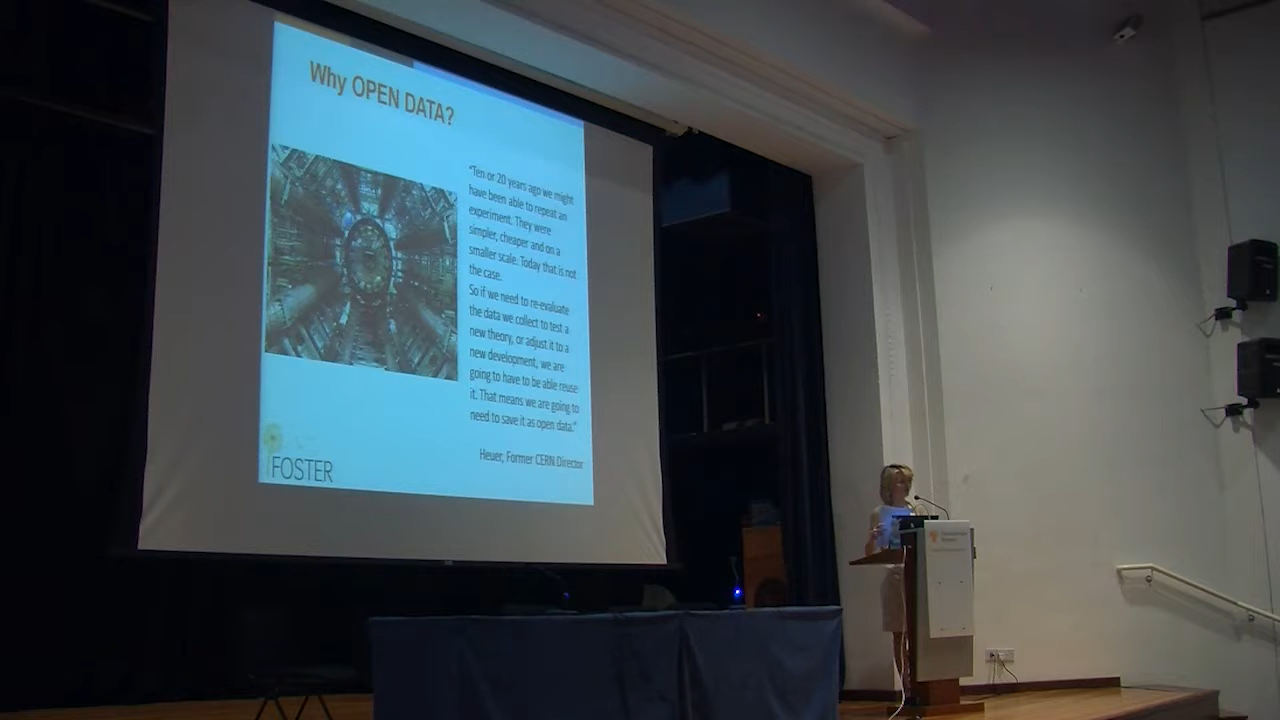 Why OPEN DATA?
"Ten or 20 years ago we might
have been able to repeat an
experiment. They were
simpler, cheaper and on a
smaller scale. Today that is not
the case.
So if we need to re-evaluate
the data we collect to test a
new theory, or adjust it to a
new development, we are
going to have to be able reuse
it. That means we are going to
need to save it as open data."
Heuer, Former CERN Director
FOSTER